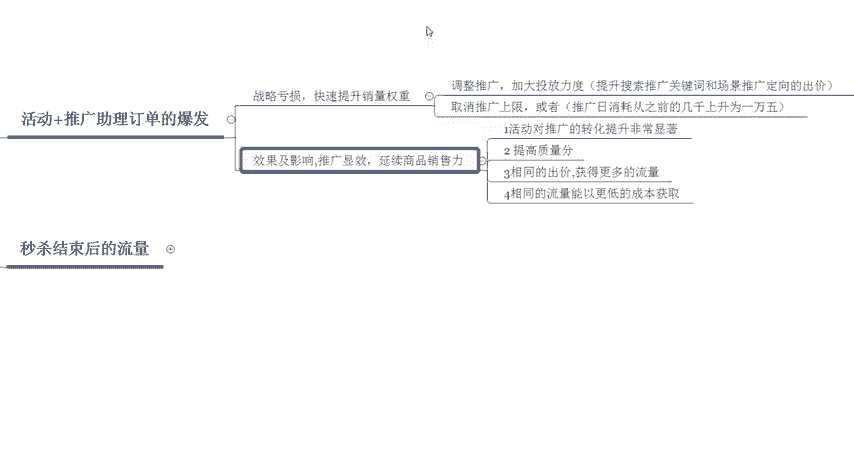 活动+推广助理订单的爆发
战略亏损，快速提升销量权重
调整推广，加大投放力度（提升搜索推广关键词和场景推广定向的出价）
取消推广上限，或者（推广日消耗从之前的几千上升为一万五）
效果及影响,推广显效，延续商品销售力
1活动对推广的转化提升非常显著
2 提高质量分
3相同的出价,获得更多的流量
4相同的流量能以更低的成本获取
秒杀结束后的流量